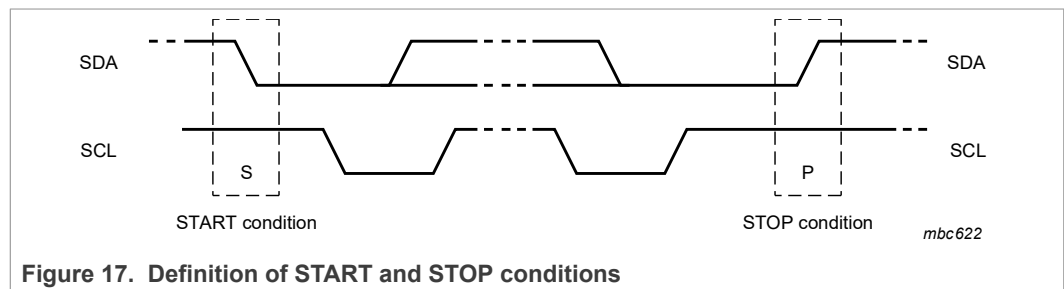 SDA
SDA
SCL
SCL
S
P
START condition
STOP condition
mbc622
Figure 17. Definition of START and STOP conditions